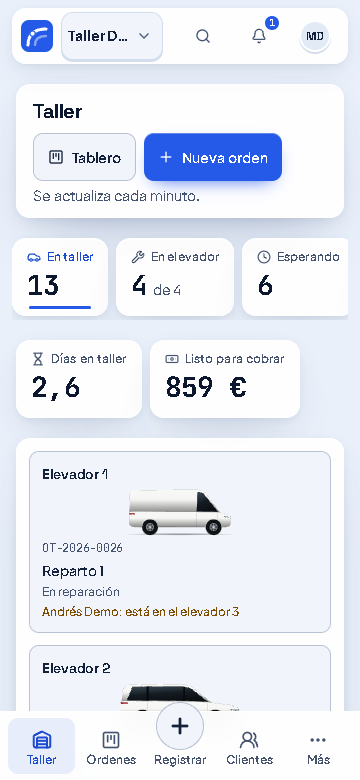 Taller D...
1
MD
Taller
Tablero
Nueva orden
Se actualiza cada minuto.
En taller
13
En elevador
4 de 4
Esperando
6
Días en taller
2,6
Listo para cobrar
859 €
Elevador 1
OT-2026-0026
Reparto 1
En reparación
Andrés Demo: está en el elevador 3
Elevador 2
Taller
Ordenes
Registrar
Clientes
Más